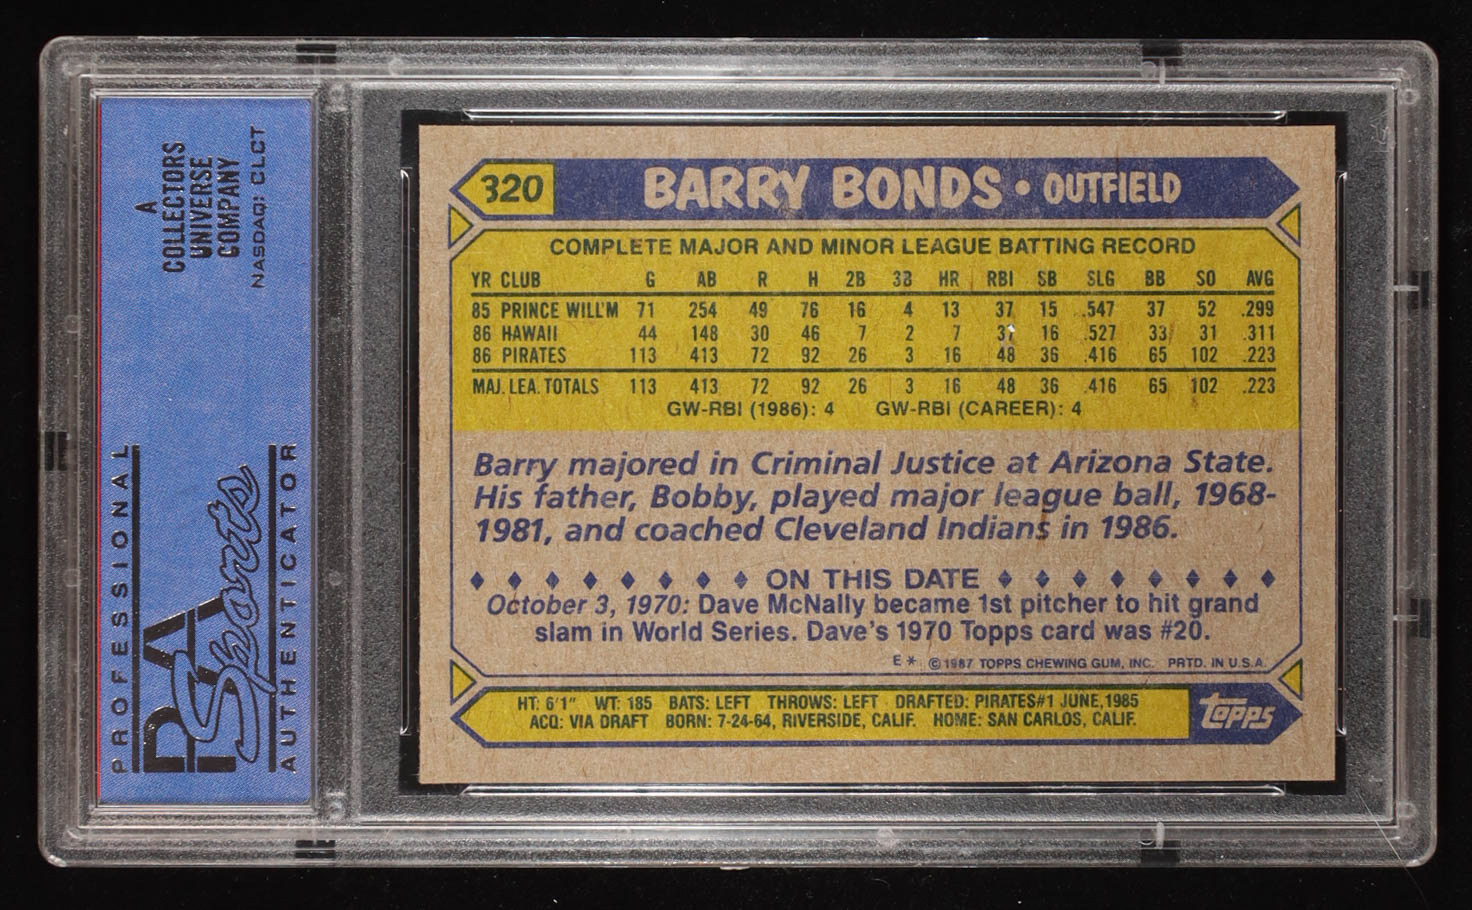 A
COLLECTORS
UNIVERSE
COMPANY
NASDAQ: CLCT
PROFESSIONAL
PSA
Sports
AUTHENTICATOR
320 BARRY BONDS • OUTFIELD
COMPLETE MAJOR AND MINOR LEAGUE BATTING RECORD
YR CLUB G AB R H 2B 3B HR RBI SB SLG BB SO AVG
85 PRINCE WILL'M 71 254 49 76 16 4 13 37 15 .547 37 52 .299
86 HAWAII 44 148 30 46 7 2 7 37 16 .527 33 31 .311
86 PIRATES 113 413 72 92 26 3 16 48 36 .416 65 102 .223
MAJ. LEA. TOTALS 113 413 72 92 26 3 16 48 36 .416 65 102 .223
GW-RBI (1986): 4 GW-RBI (CAREER): 4
Barry majored in Criminal Justice at Arizona State.
His father, Bobby, played major league ball, 1968-
1981, and coached Cleveland Indians in 1986.
ON THIS DATE
October 3, 1970: Dave McNally became 1st pitcher to hit grand
slam in World Series. Dave's 1970 Topps card was #20.
E* ©1987 TOPPS CHEWING GUM, INC. PRTD. IN U.S.A.
HT: 6'1" WT: 185 BATS: LEFT THROWS: LEFT DRAFTED: PIRATES#1 JUNE,1985
ACQ: VIA DRAFT BORN: 7-24-64, RIVERSIDE, CALIF. HOME: SAN CARLOS, CALIF.
Topps